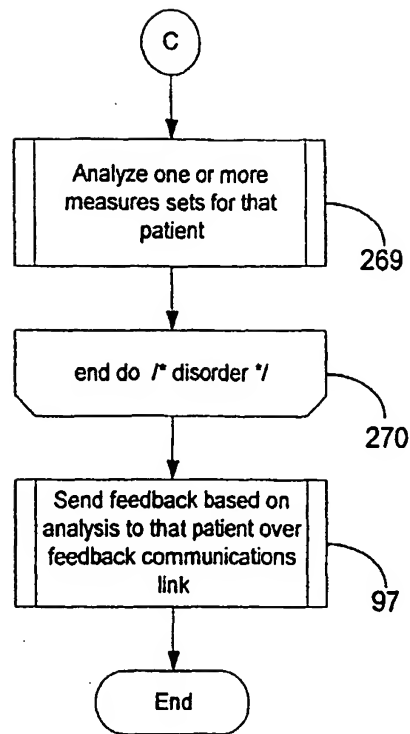 C
Analyze one or more
measures sets for that
patient
269
end do /* disorder */
270
Send feedback based on
analysis to that patient over
feedback communications
link
97
End